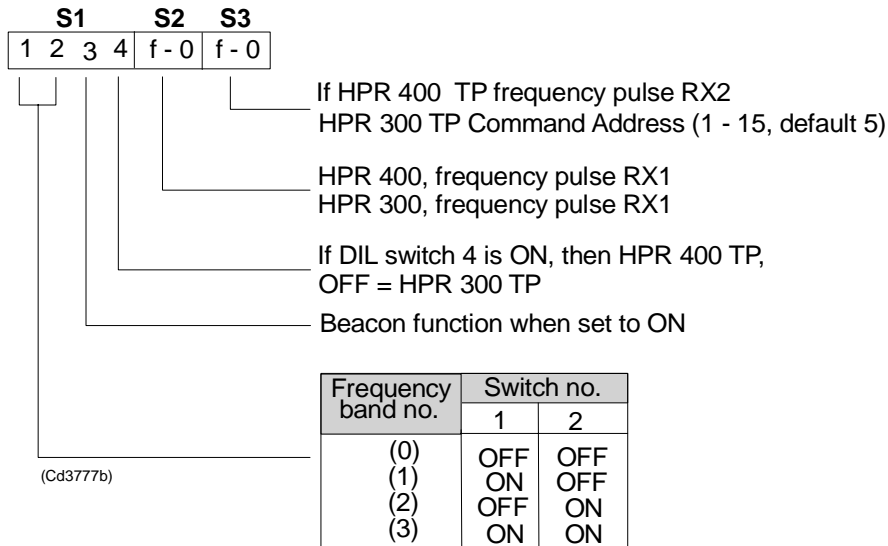 S1 S2 S3
1 2 3 4 f - 0 f - 0
If HPR 400 TP frequency pulse RX2
HPR 300 TP Command Address (1 - 15, default 5)
HPR 400, frequency pulse RX1
HPR 300, frequency pulse RX1
If DIL switch 4 is ON, then HPR 400 TP,
OFF = HPR 300 TP
Beacon function when set to ON
Frequency band no. Switch no.
1 2
(0) OFF OFF
(1) ON OFF
(2) OFF ON
(3) ON ON
(Cd3777b)